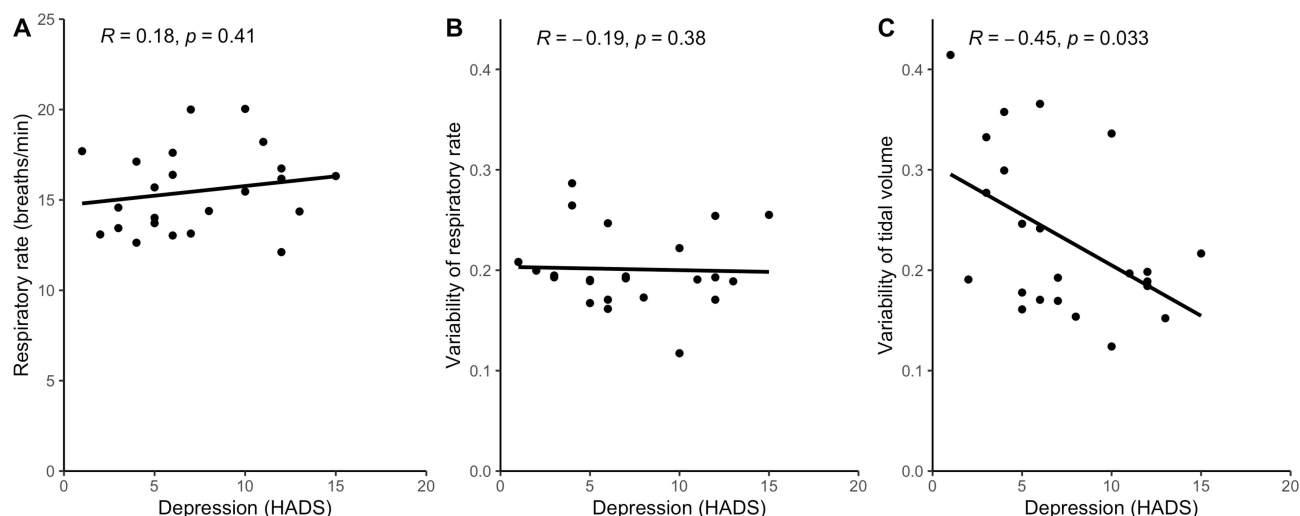 A
R = 0.18, p = 0.41
25
20
15
10
5
0
0 5 10 15 20
Respiratory rate (breaths/min)
Depression (HADS)
B
R = −0.19, p = 0.38
0.4
0.3
0.2
0.1
0.0
0 5 10 15 20
Variability of respiratory rate
Depression (HADS)
C
R = −0.45, p = 0.033
0.4
0.3
0.2
0.1
0.0
0 5 10 15 20
Variability of tidal volume
Depression (HADS)